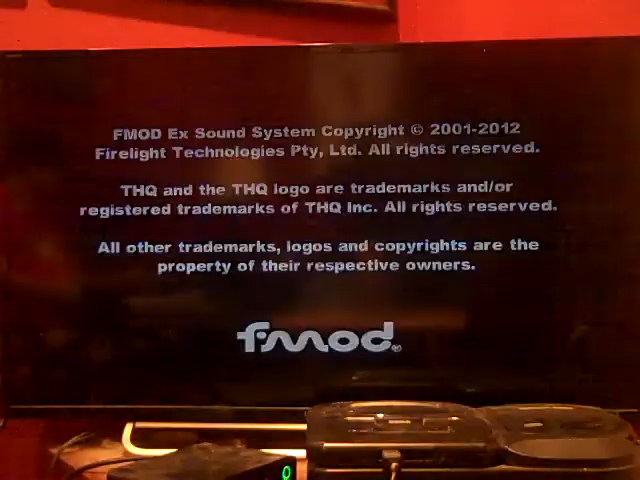 FMOD Ex Sound System Copyright © 2001-2012
Firelight Technologies Pty, Ltd. All rights reserved.
THQ and the THQ logo are trademarks and/or
registered trademarks of THQ Inc. All rights reserved.
All other trademarks, logos and copyrights are the
property of their respective owners.
fmod®